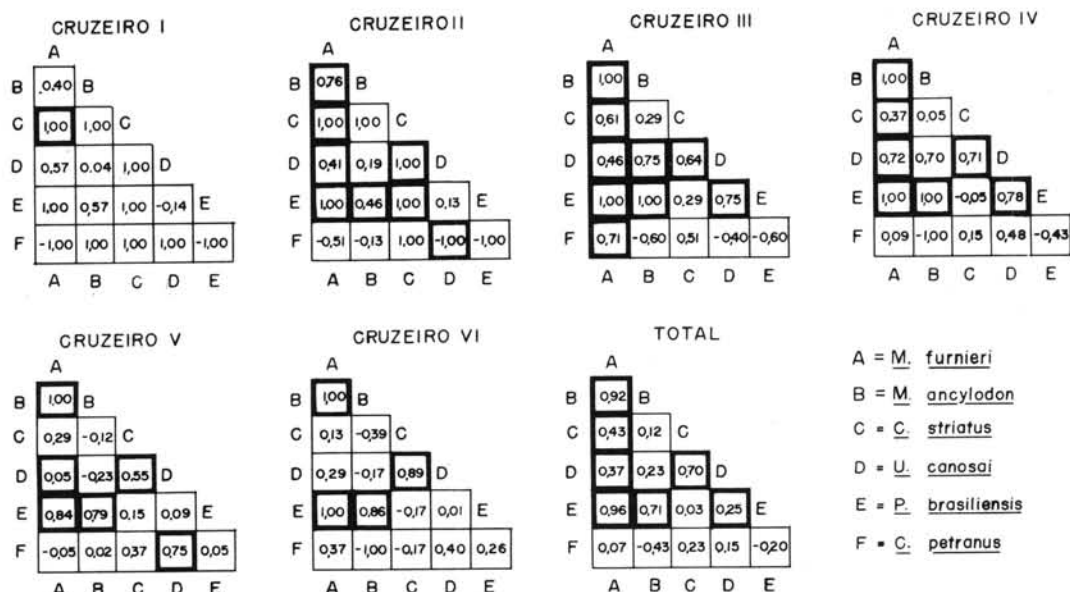 CRUZEIRO I
A
B 0,40 B
C 1,00 1,00 C
D 0,57 0,04 1,00 D
E 1,00 0,57 1,00 -0,14 E
F -1,00 1,00 1,00 1,00 -1,00
A B C D E
CRUZEIRO II
A
B 0,76 B
C 1,00 1,00 C
D 0,41 0,19 1,00 D
E 1,00 0,46 1,00 0,13 E
F -0,51 -0,13 1,00 -1,00 -1,00
A B C D E
CRUZEIRO III
A
B 1,00 B
C 0,61 0,29 C
D 0,46 0,75 0,64 D
E 1,00 1,00 0,29 0,75 E
F 0,71 -0,60 0,51 -0,40 -0,60
A B C D E
CRUZEIRO IV
A
B 1,00 B
C 0,37 0,05 C
D 0,72 0,70 0,71 D
E 1,00 1,00 -0,05 0,78 E
F 0,09 -1,00 0,15 0,48 -0,43
A B C D E
CRUZEIRO V
A
B 1,00 B
C 0,29 -0,12 C
D 0,05 -0,23 0,55 D
E 0,84 0,79 0,15 0,09 E
F -0,05 0,02 0,37 0,75 0,05
A B C D E
CRUZEIRO VI
A
B 1,00 B
C 0,13 -0,39 C
D 0,29 -0,17 0,89 D
E 1,00 0,86 -0,17 0,01 E
F 0,37 -1,00 -0,17 0,40 0,26
A B C D E
TOTAL
A
B 0,92 B
C 0,43 0,12 C
D 0,37 0,23 0,70 D
E 0,96 0,71 0,03 0,25 E
F 0,07 -0,43 0,23 0,15 -0,20
A B C D E
A = M. furnieri
B = M. ancylodon
C = C. striatus
D = U. canosai
E = P. brasiliensis
F = C. petranus